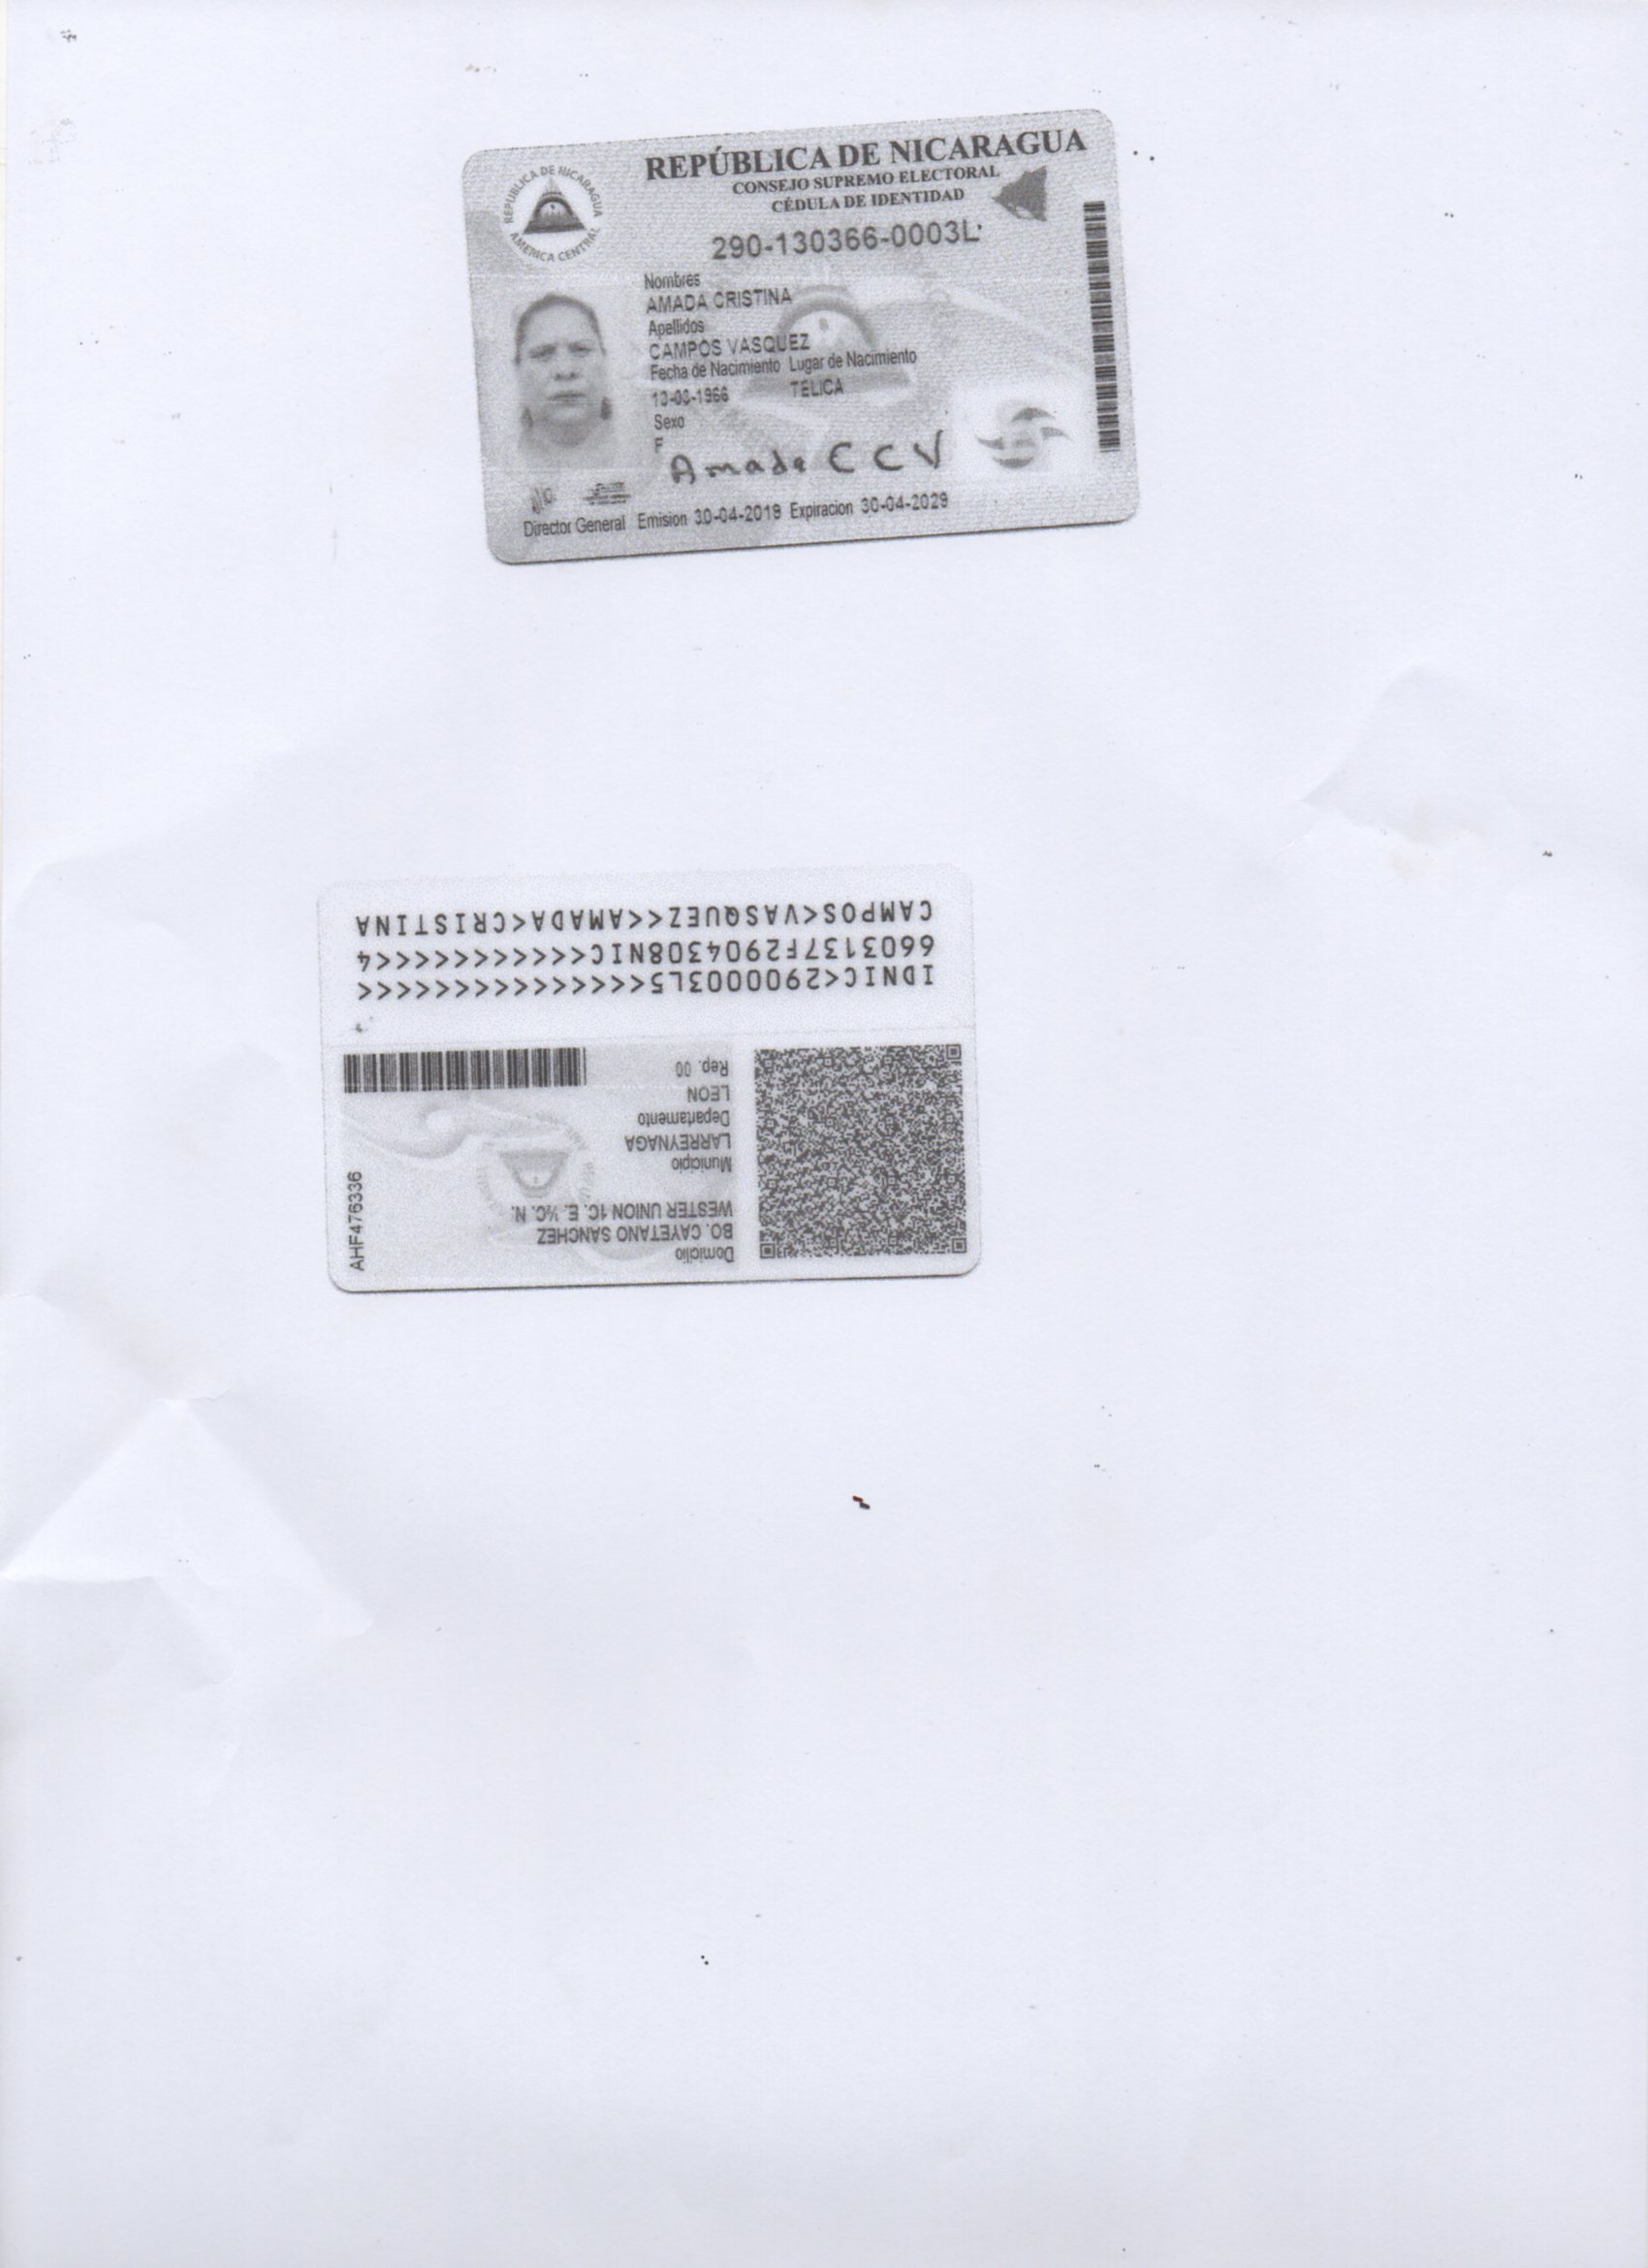 REPÚBLICA DE NICARAGUA
CONSEJO SUPREMO ELECTORAL
CÉDULA DE IDENTIDAD
290-130366-0003L
REPÚBLICA DE NICARAGUA
AMERICA CENTRAL
Nombres
AMADA CRISTINA
Apellidos
CAMPOS VASQUEZ
Fecha de Nacimiento Lugar de Nacimiento
13-03-1966 TELICA
Sexo
F
Amada C C V
Director General Emision 30-04-2019 Expiracion 30-04-2029
Domicilio
BO. CAYETANO SANCHEZ
WESTER UNION 1C. E. ½C. N.
Municipio
LARREYNAGA
Departamento
LEON
Rep. 00
AHF476336
IDNIC<2900003L5<<<<<<<<<<<<<<<
6603137F2904308NIC<<<<<<<<<<<4
CAMPOS<VASQUEZ<<AMADA<CRISTINA